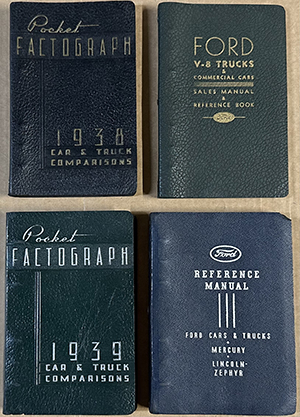 Pocket
FACTOGRAPH
1938
CAR & TRUCK
COMPARISONS
FORD
V-8 TRUCKS
&
COMMERCIAL CARS
SALES MANUAL
&
REFERENCE BOOK
Ford
Pocket
FACTOGRAPH
1939
CAR & TRUCK
COMPARISONS
Ford
REFERENCE
MANUAL
FORD CARS & TRUCKS
MERCURY
LINCOLN-
ZEPHYR